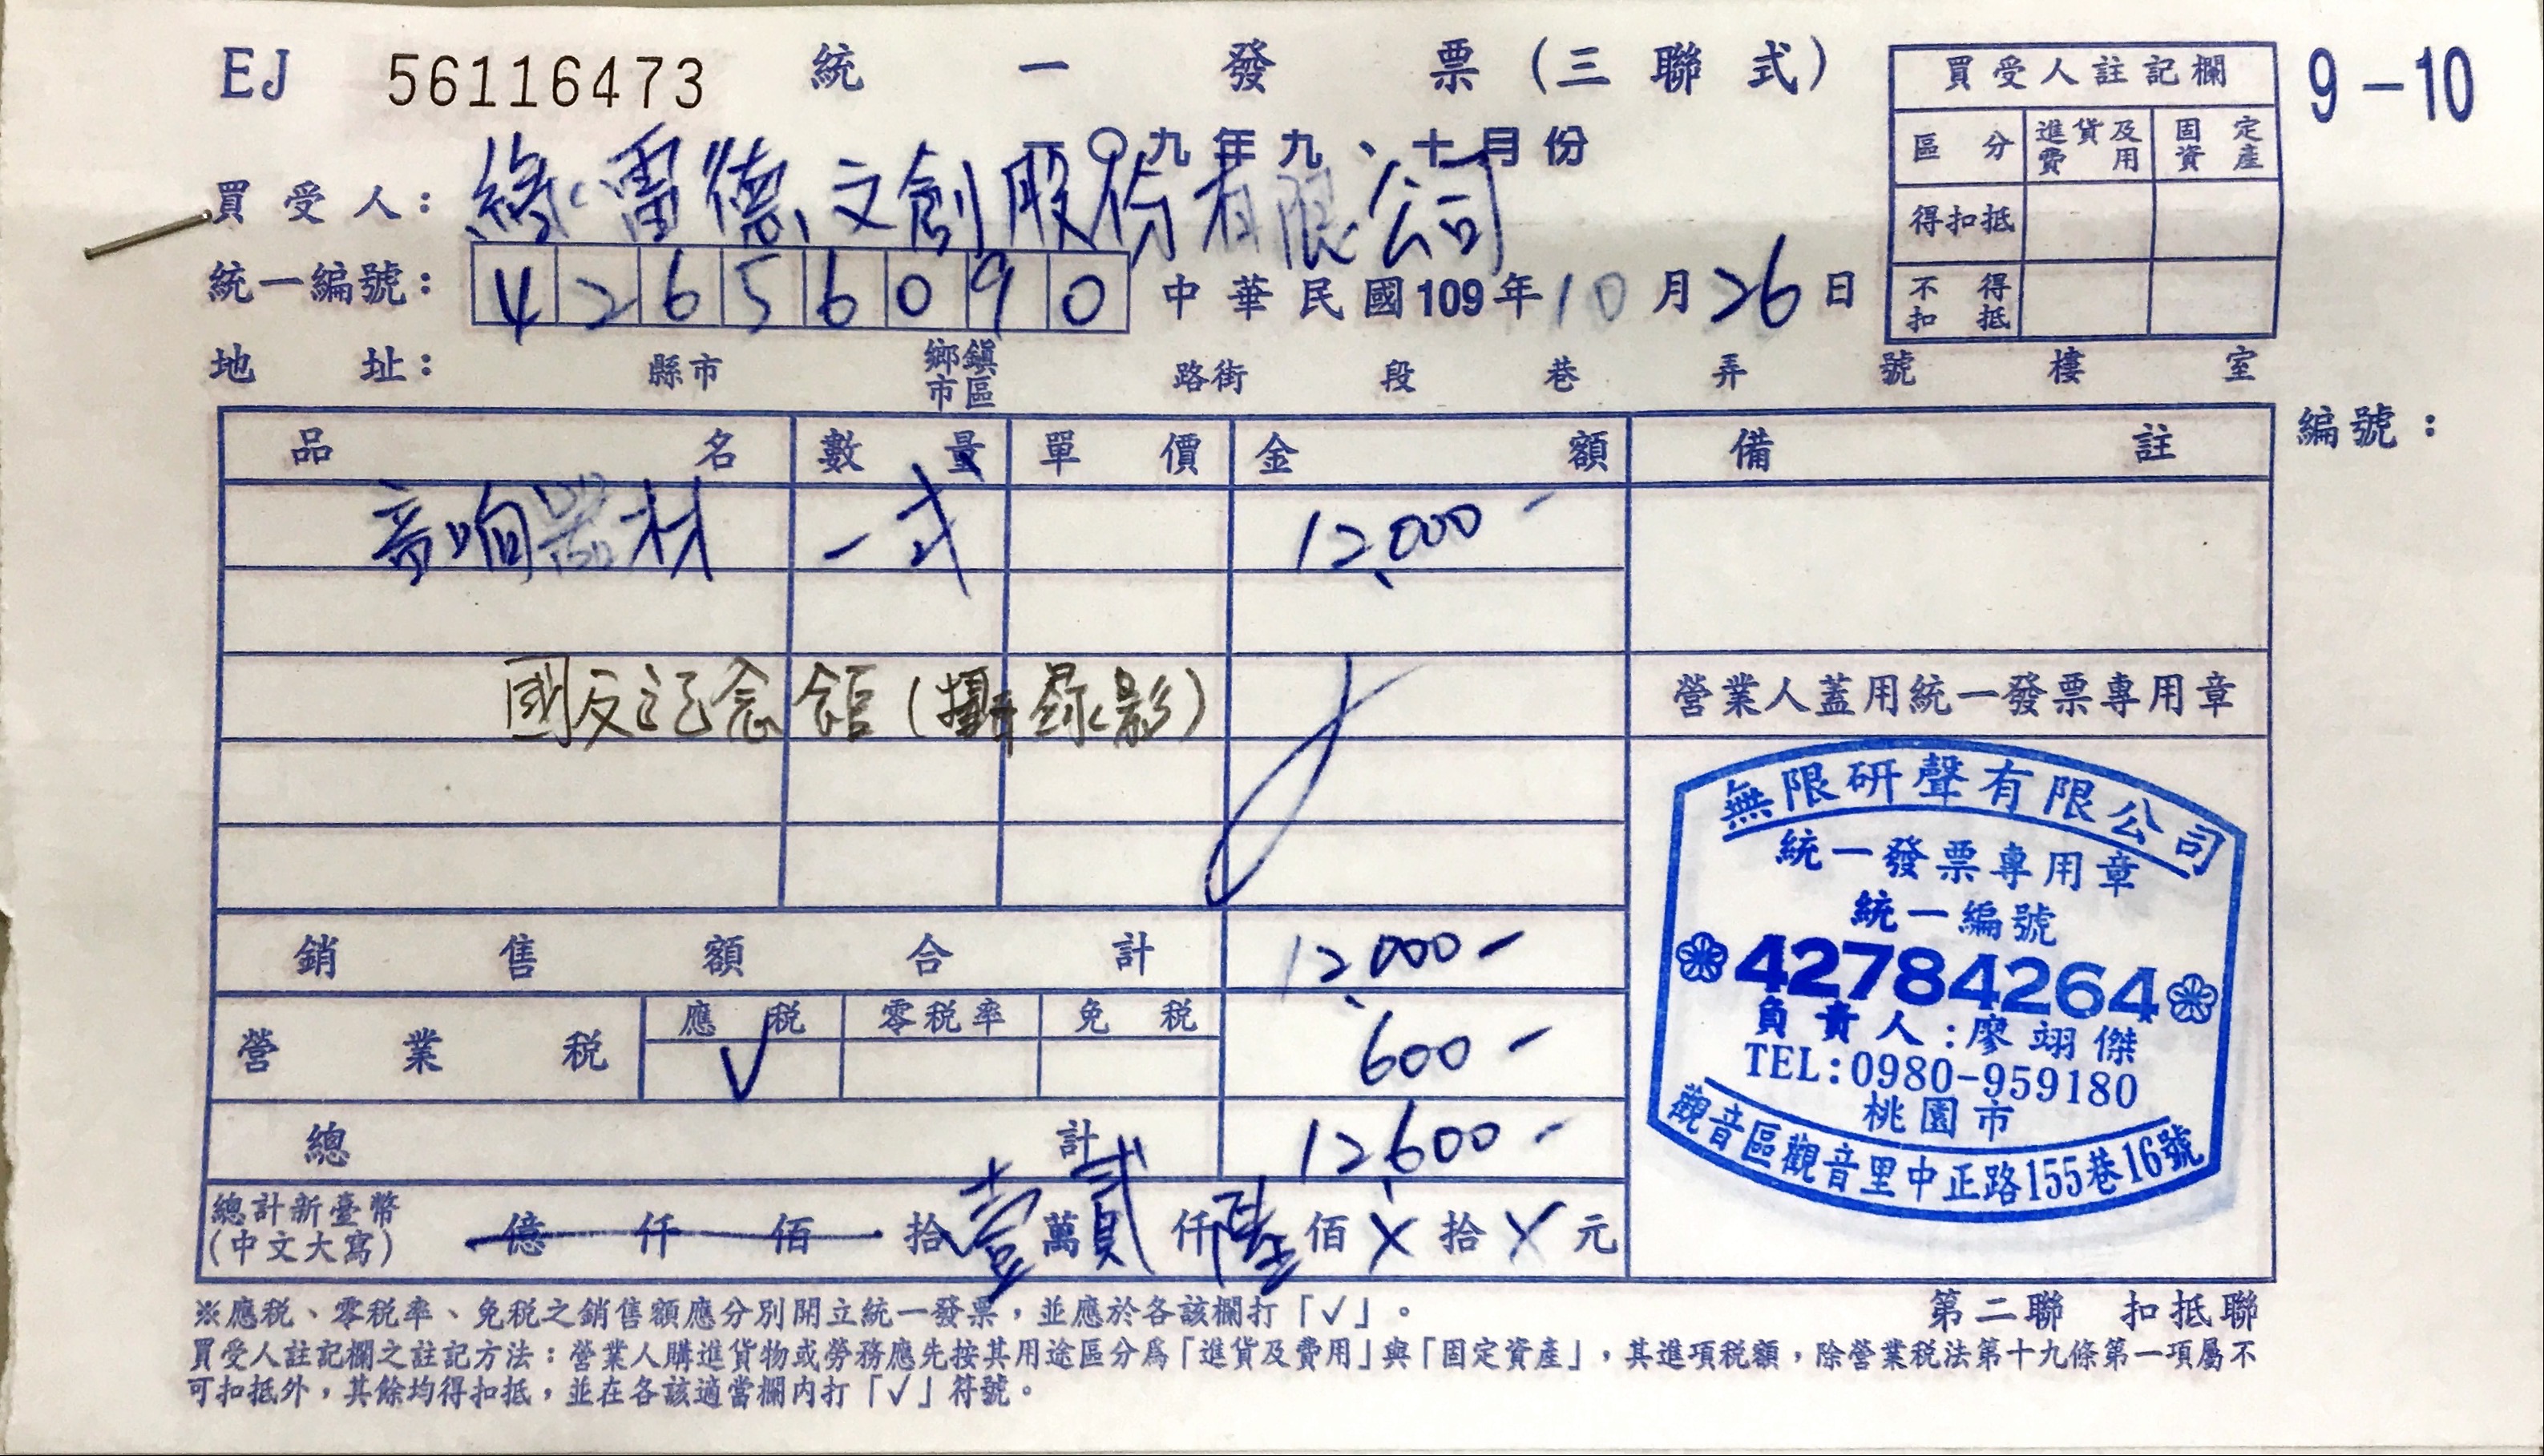 EJ 56116473 統一發票(三聯式) 9-10
一〇九年九、十月份
買受人: 綠雷德文創股份有限公司
統一編號: 42656090 中華民國109年10月26日
地址: 縣市 鄉鎮市區 路街 段 巷 弄 號 樓 室
買受人註記欄
區分 進貨及費用 固定資產
得扣抵
不得扣抵
編號:
品名 數量 單價 金額 備註
音响器材 一式 12,000-
國父紀念館(攝錄影)
營業人蓋用統一發票專用章
無限研聲有限公司
統一發票專用章
統一編號
42784264
負責人:廖翊傑
TEL:0980-959180
桃園市
觀音區觀音里中正路155巷16號
銷售額合計 12,000-
營業稅 應稅 √ 零稅率 免稅 600-
總計 12,600-
總計新臺幣(中文大寫) 億 仟 佰 拾壹萬貳仟陸佰X拾X元
第二聯 扣抵聯
※應稅、零稅率、免稅之銷售額應分別開立統一發票,並應於各該欄打「✓」。
買受人註記欄之註記方法:營業人購進貨物或勞務應先按其用途區分為「進貨及費用」與「固定資產」,其進項稅額,除營業稅法第十九條第一項屬不
可扣抵外,其餘均得扣抵,並在各該適當欄內打「✓」符號。